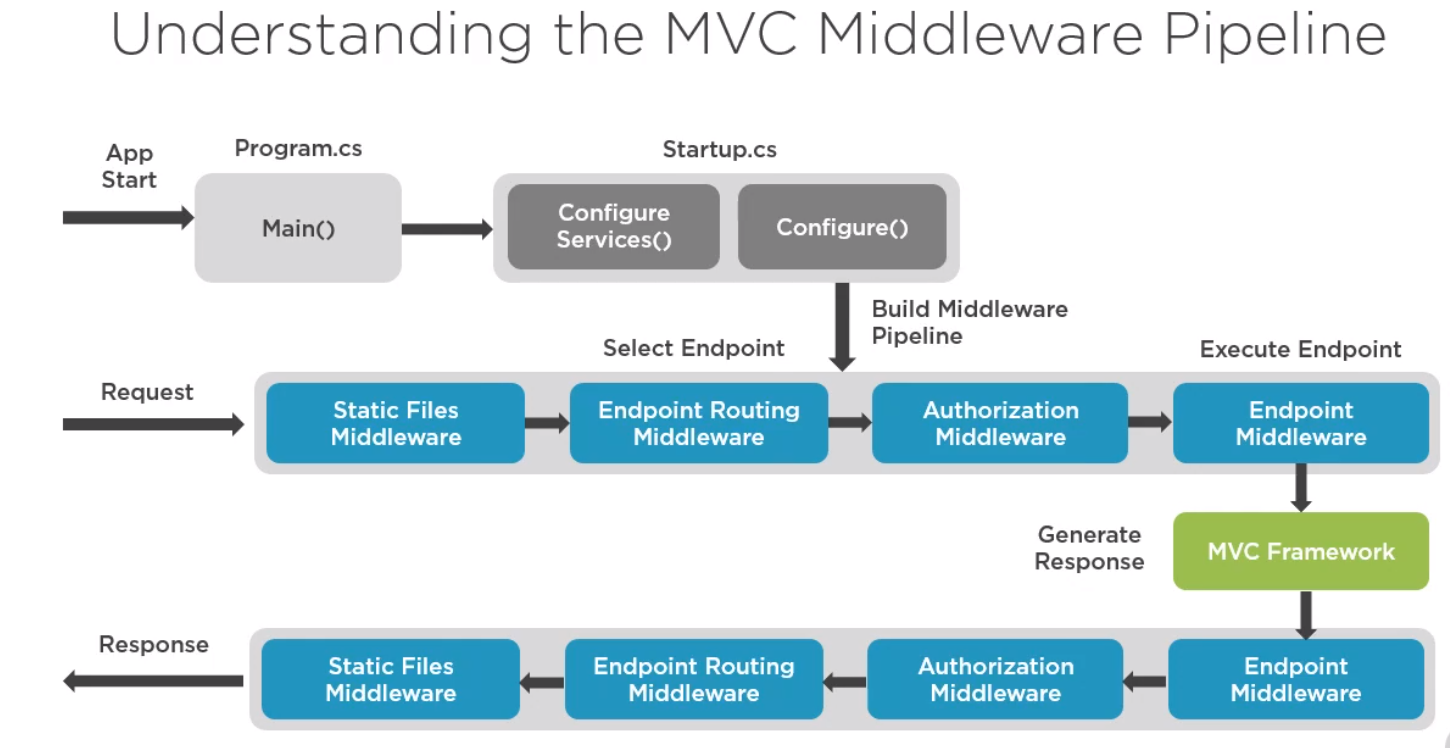 Understanding the MVC Middleware Pipeline
App
Start
Program.cs
Main()
Startup.cs
Configure
Services()
Configure()
Build Middleware
Pipeline
Select Endpoint
Execute Endpoint
Request
Static Files
Middleware
Endpoint Routing
Middleware
Authorization
Middleware
Endpoint
Middleware
Generate
Response
MVC Framework
Response
Static Files
Middleware
Endpoint Routing
Middleware
Authorization
Middleware
Endpoint
Middleware